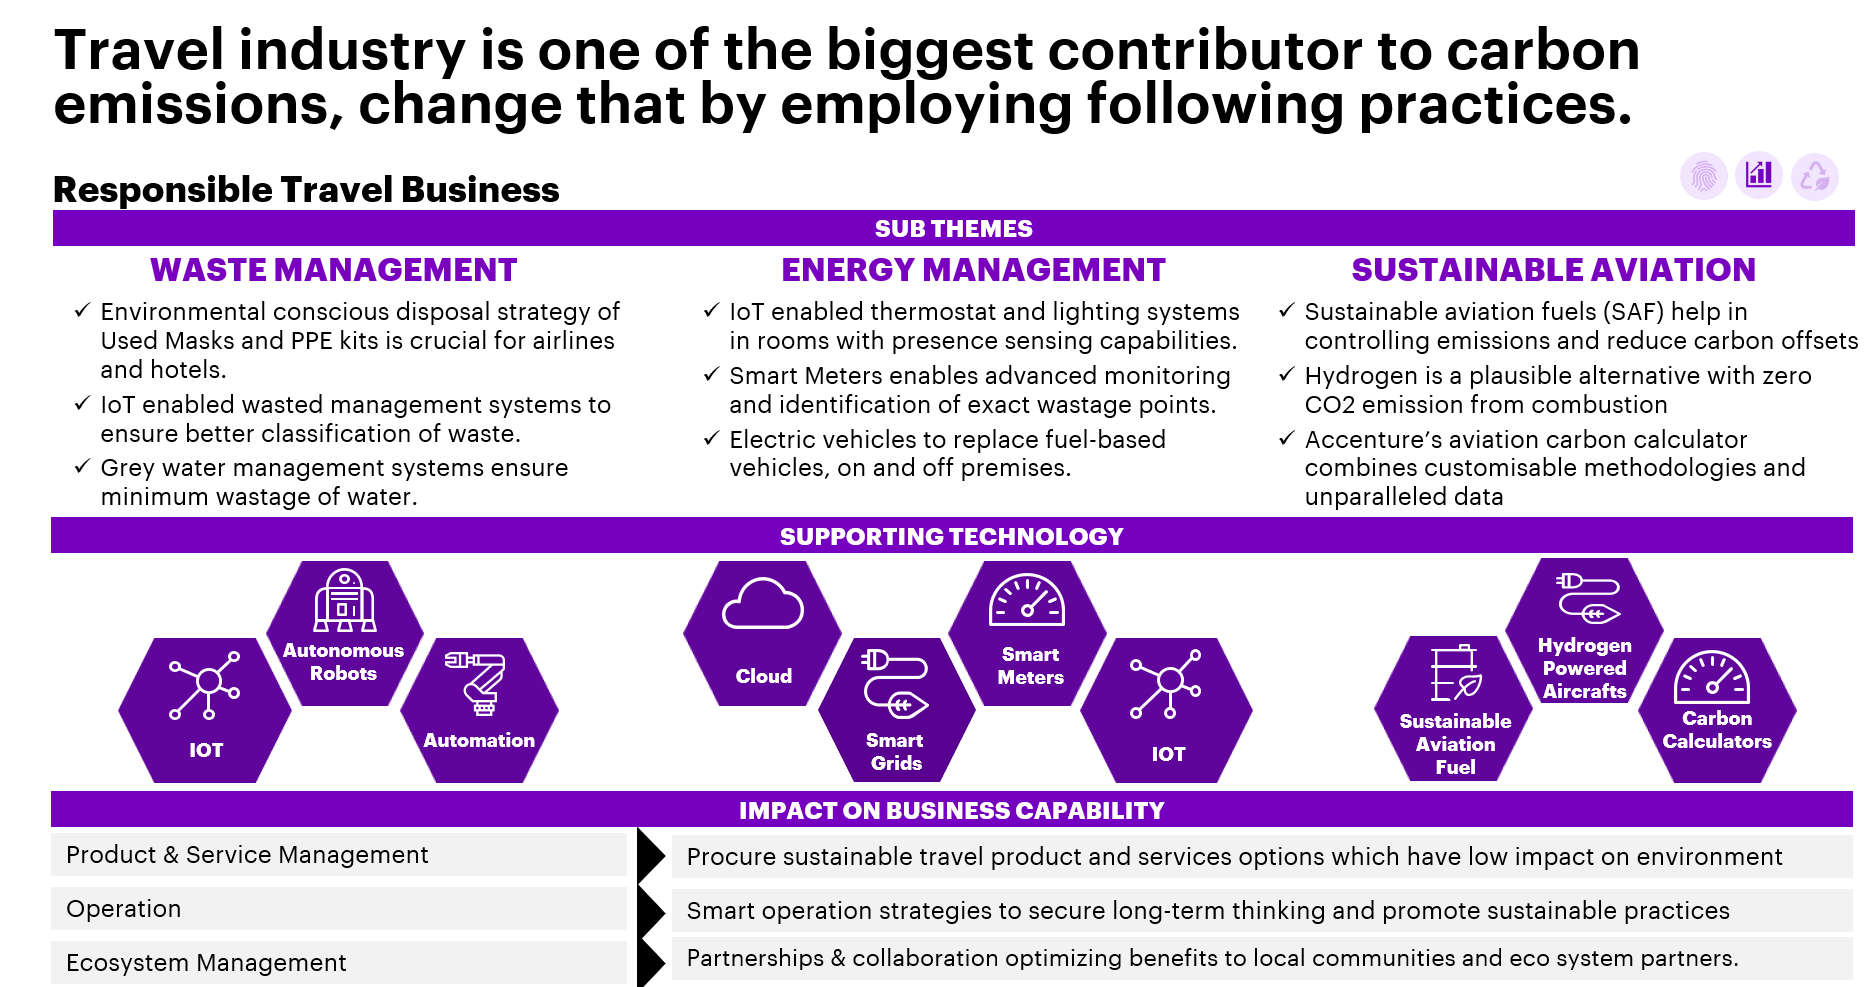 Travel industry is one of the biggest contributor to carbon
emissions, change that by employing following practices.
Responsible Travel Business
SUB THEMES
WASTE MANAGEMENT
✓ Environmental conscious disposal strategy of
Used Masks and PPE kits is crucial for airlines
and hotels.
✓ IoT enabled wasted management systems to
ensure better classification of waste.
✓ Grey water management systems ensure
minimum wastage of water.
ENERGY MANAGEMENT
✓ IoT enabled thermostat and lighting systems
in rooms with presence sensing capabilities.
✓ Smart Meters enables advanced monitoring
and identification of exact wastage points.
✓ Electric vehicles to replace fuel-based
vehicles, on and off premises.
SUSTAINABLE AVIATION
✓ Sustainable aviation fuels (SAF) help in
controlling emissions and reduce carbon offsets
✓ Hydrogen is a plausible alternative with zero
CO2 emission from combustion
✓ Accenture’s aviation carbon calculator
combines customisable methodologies and
unparalleled data
SUPPORTING TECHNOLOGY
IOT
Autonomous
Robots
Automation
Cloud
Smart
Grids
Smart
Meters
IOT
Sustainable
Aviation
Fuel
Hydrogen
Powered
Aircrafts
Carbon
Calculators
IMPACT ON BUSINESS CAPABILITY
Product & Service Management
Procure sustainable travel product and services options which have low impact on environment
Operation
Smart operation strategies to secure long-term thinking and promote sustainable practices
Ecosystem Management
Partnerships & collaboration optimizing benefits to local communities and eco system partners.